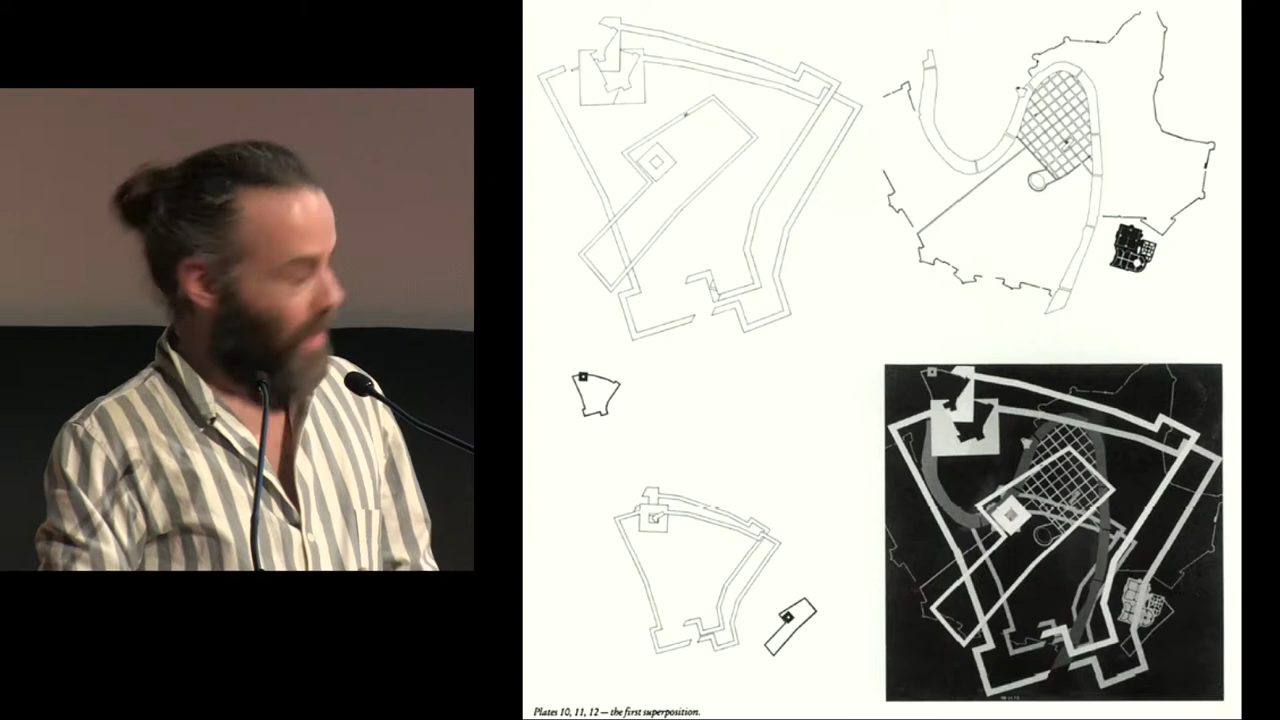 Plates 10, 11, 12 — the first superposition.